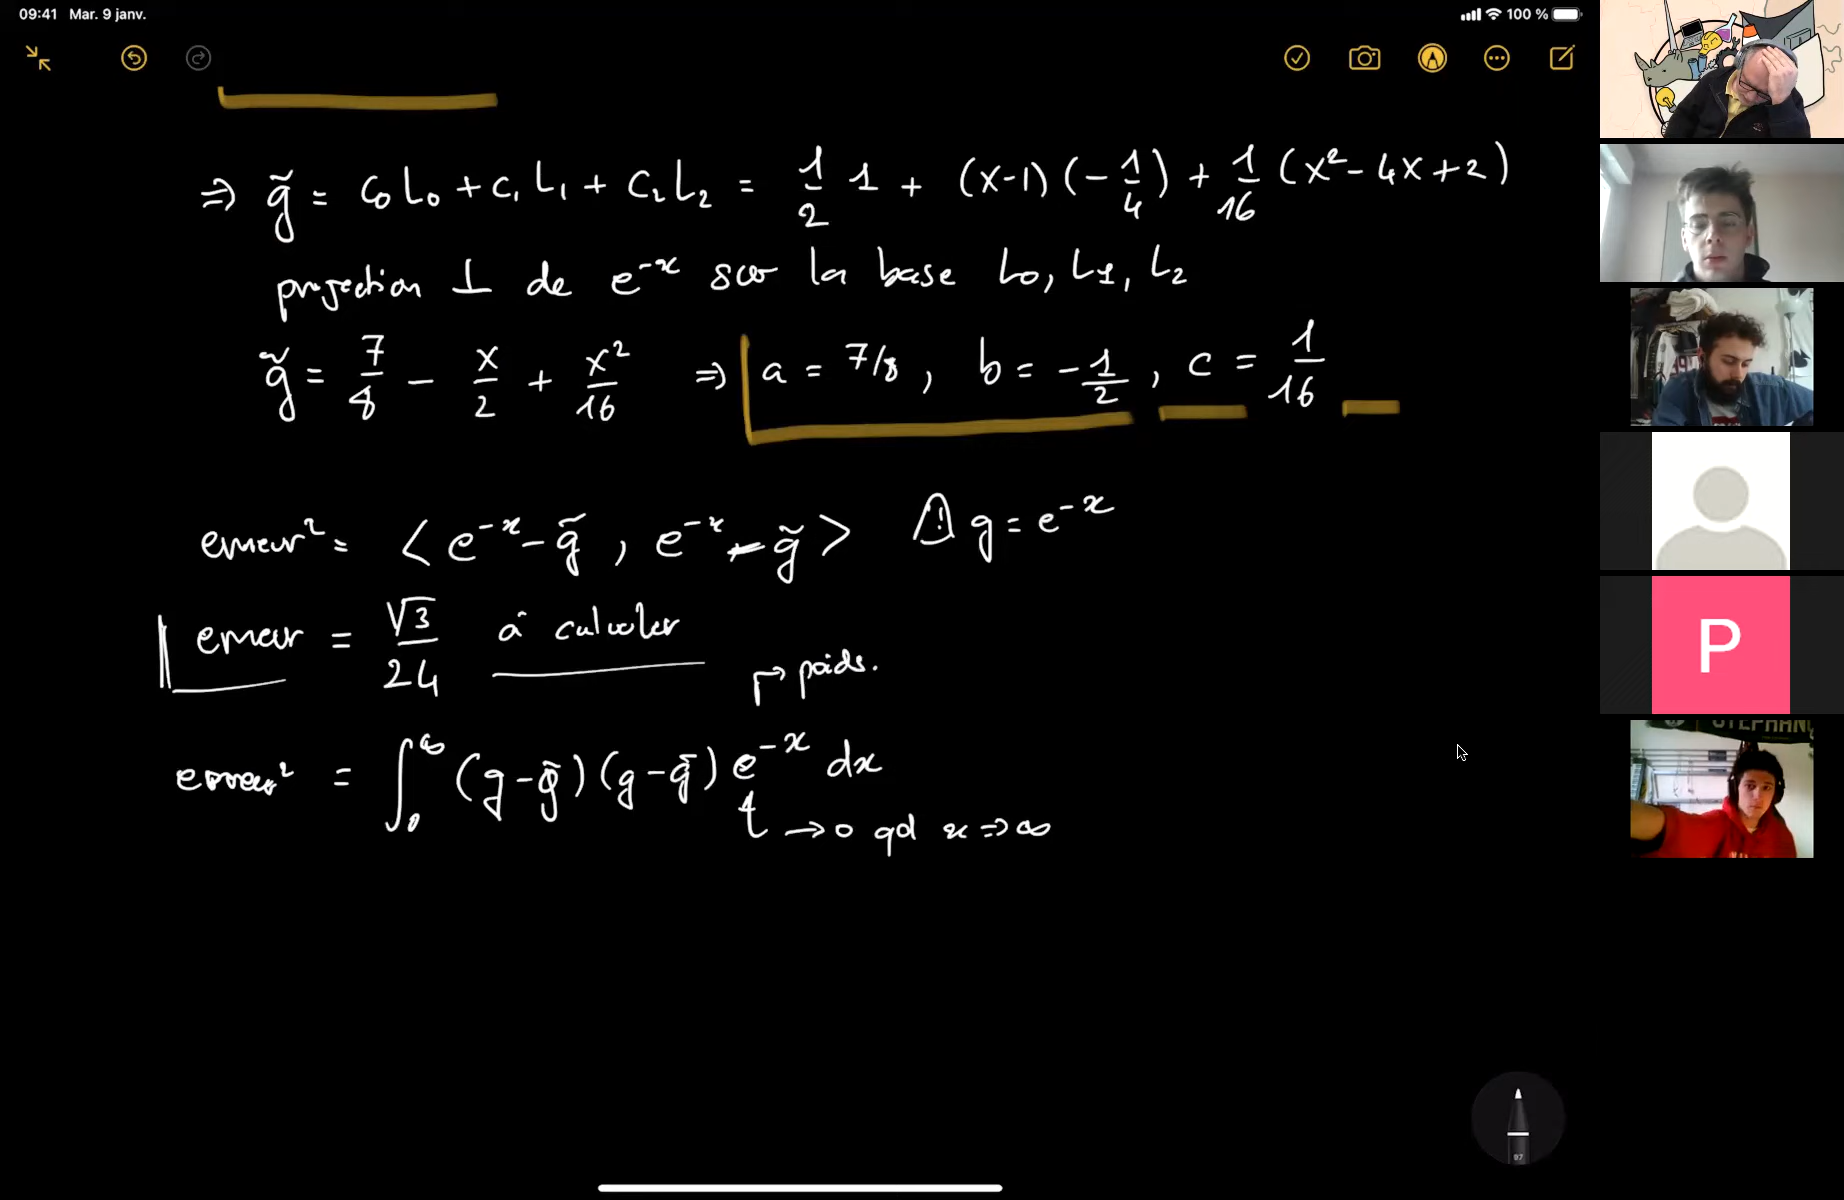 09:41 Mar. 9 janv. 100 %
⇒ g̃ = C₀L₀ + C₁L₁ + C₂L₂ = 1/2 1 + (x-1)(-1/4) + 1/16 (x² - 4x + 2)
projection ⊥ de e⁻ˣ sur la base L₀, L₁, L₂
g̃ = 7/8 - x/2 + x²/16 ⇒ a = 7/8, b = -1/2, c = 1/16
erreur² = < e⁻ˣ - g̃, e⁻ˣ - g̃ > ⚠ g = e⁻ˣ
erreur = √3/24 à calculer
↱ poids.
erreur² = ∫₀^∞ (g - g̃)(g - g̃) e⁻ˣ dx
↳ → 0 qd x ⇒ ∞
P
STEPHAN
97